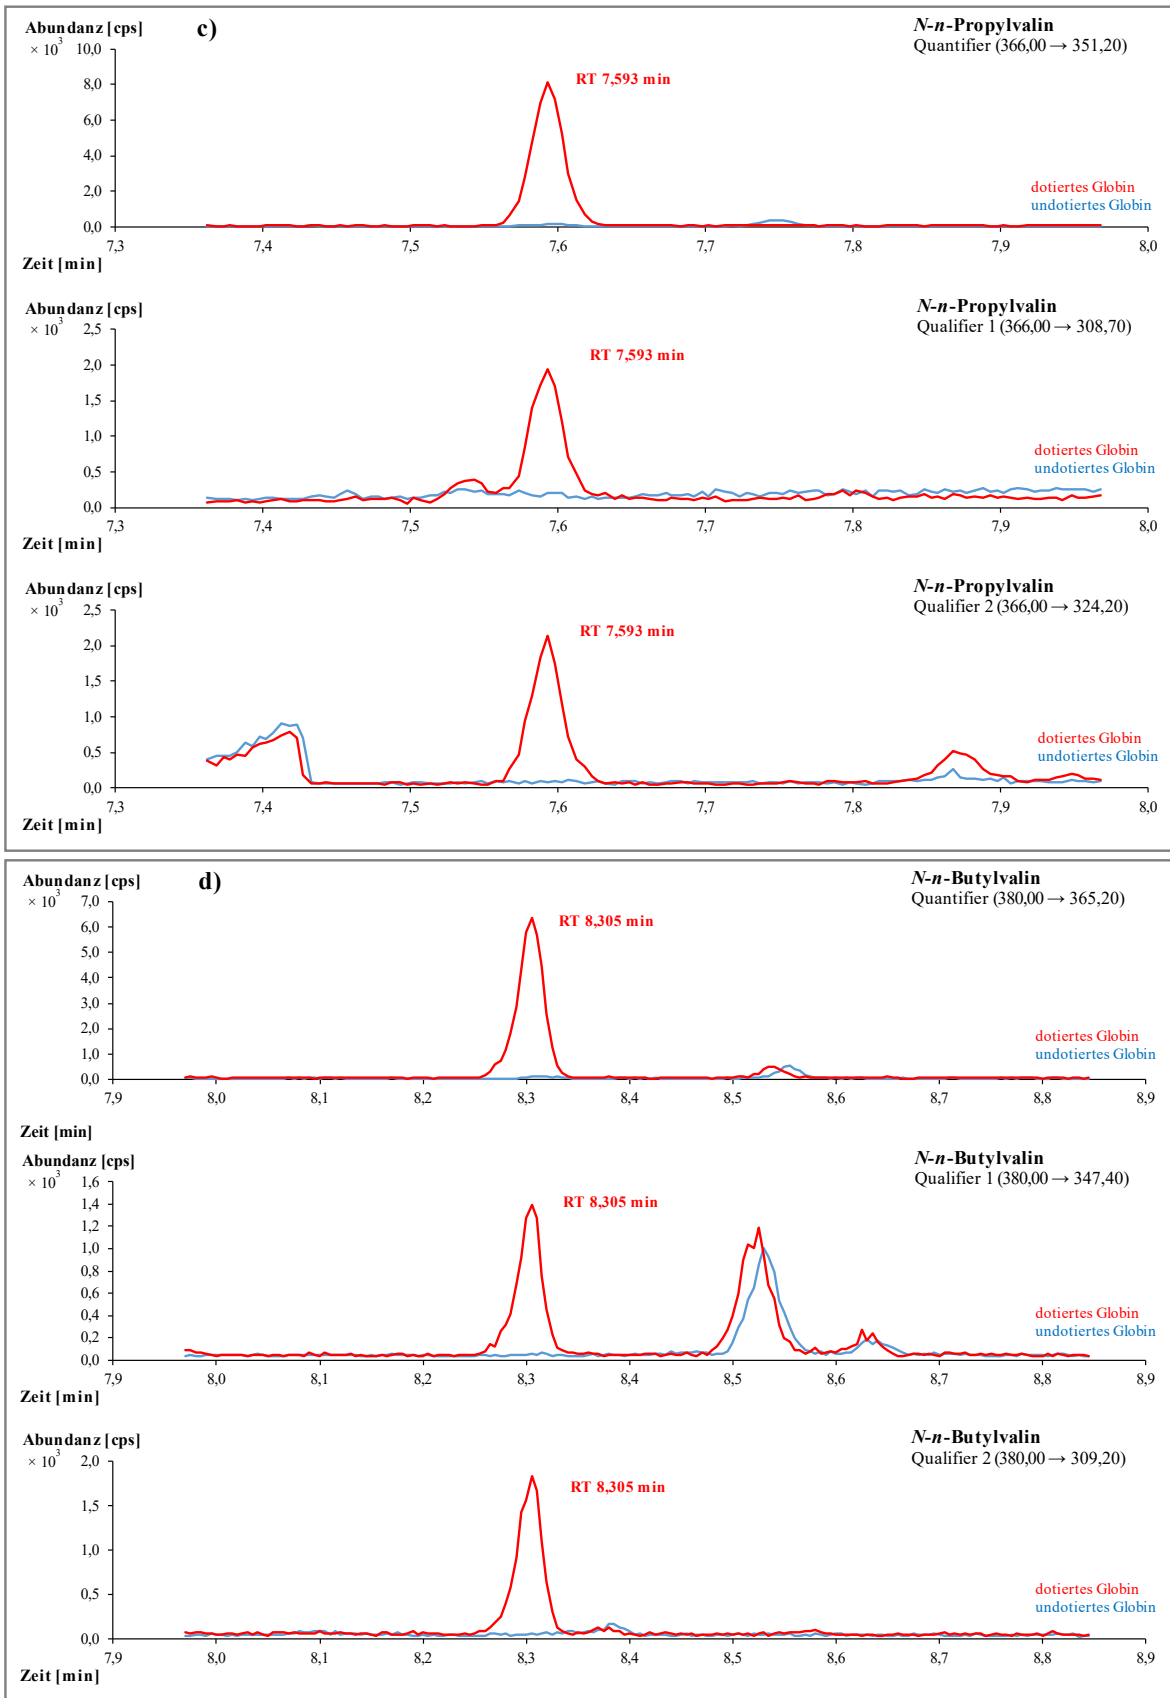 Abundanz [cps]
c)
N-n-Propylvalin
Quantifier (366,00 → 351,20)
× 10³
10,0
RT 7,593 min
8,0
6,0
4,0
2,0
dotiertes Globin
undotiertes Globin
0,0
7,3 7,4 7,5 7,6 7,7 7,8 7,9 8,0
Zeit [min]
Abundanz [cps]
N-n-Propylvalin
Qualifier 1 (366,00 → 308,70)
× 10³
2,5
RT 7,593 min
2,0
1,5
1,0
dotiertes Globin
undotiertes Globin
0,5
0,0
7,3 7,4 7,5 7,6 7,7 7,8 7,9 8,0
Zeit [min]
Abundanz [cps]
N-n-Propylvalin
Qualifier 2 (366,00 → 324,20)
× 10³
2,5
RT 7,593 min
2,0
1,5
1,0
dotiertes Globin
undotiertes Globin
0,5
0,0
7,3 7,4 7,5 7,6 7,7 7,8 7,9 8,0
Zeit [min]
Abundanz [cps]
d)
N-n-Butylvalin
Quantifier (380,00 → 365,20)
× 10³
7,0
RT 8,305 min
6,0
5,0
4,0
3,0
2,0
dotiertes Globin
undotiertes Globin
1,0
0,0
7,9 8,0 8,1 8,2 8,3 8,4 8,5 8,6 8,7 8,8 8,9
Zeit [min]
Abundanz [cps]
N-n-Butylvalin
Qualifier 1 (380,00 → 347,40)
× 10³
1,6
RT 8,305 min
1,4
1,2
1,0
0,8
0,6
0,4
dotiertes Globin
undotiertes Globin
0,2
0,0
7,9 8,0 8,1 8,2 8,3 8,4 8,5 8,6 8,7 8,8 8,9
Zeit [min]
Abundanz [cps]
N-n-Butylvalin
Qualifier 2 (380,00 → 309,20)
× 10³
2,0
RT 8,305 min
1,5
1,0
0,5
dotiertes Globin
undotiertes Globin
0,0
7,9 8,0 8,1 8,2 8,3 8,4 8,5 8,6 8,7 8,8 8,9
Zeit [min]